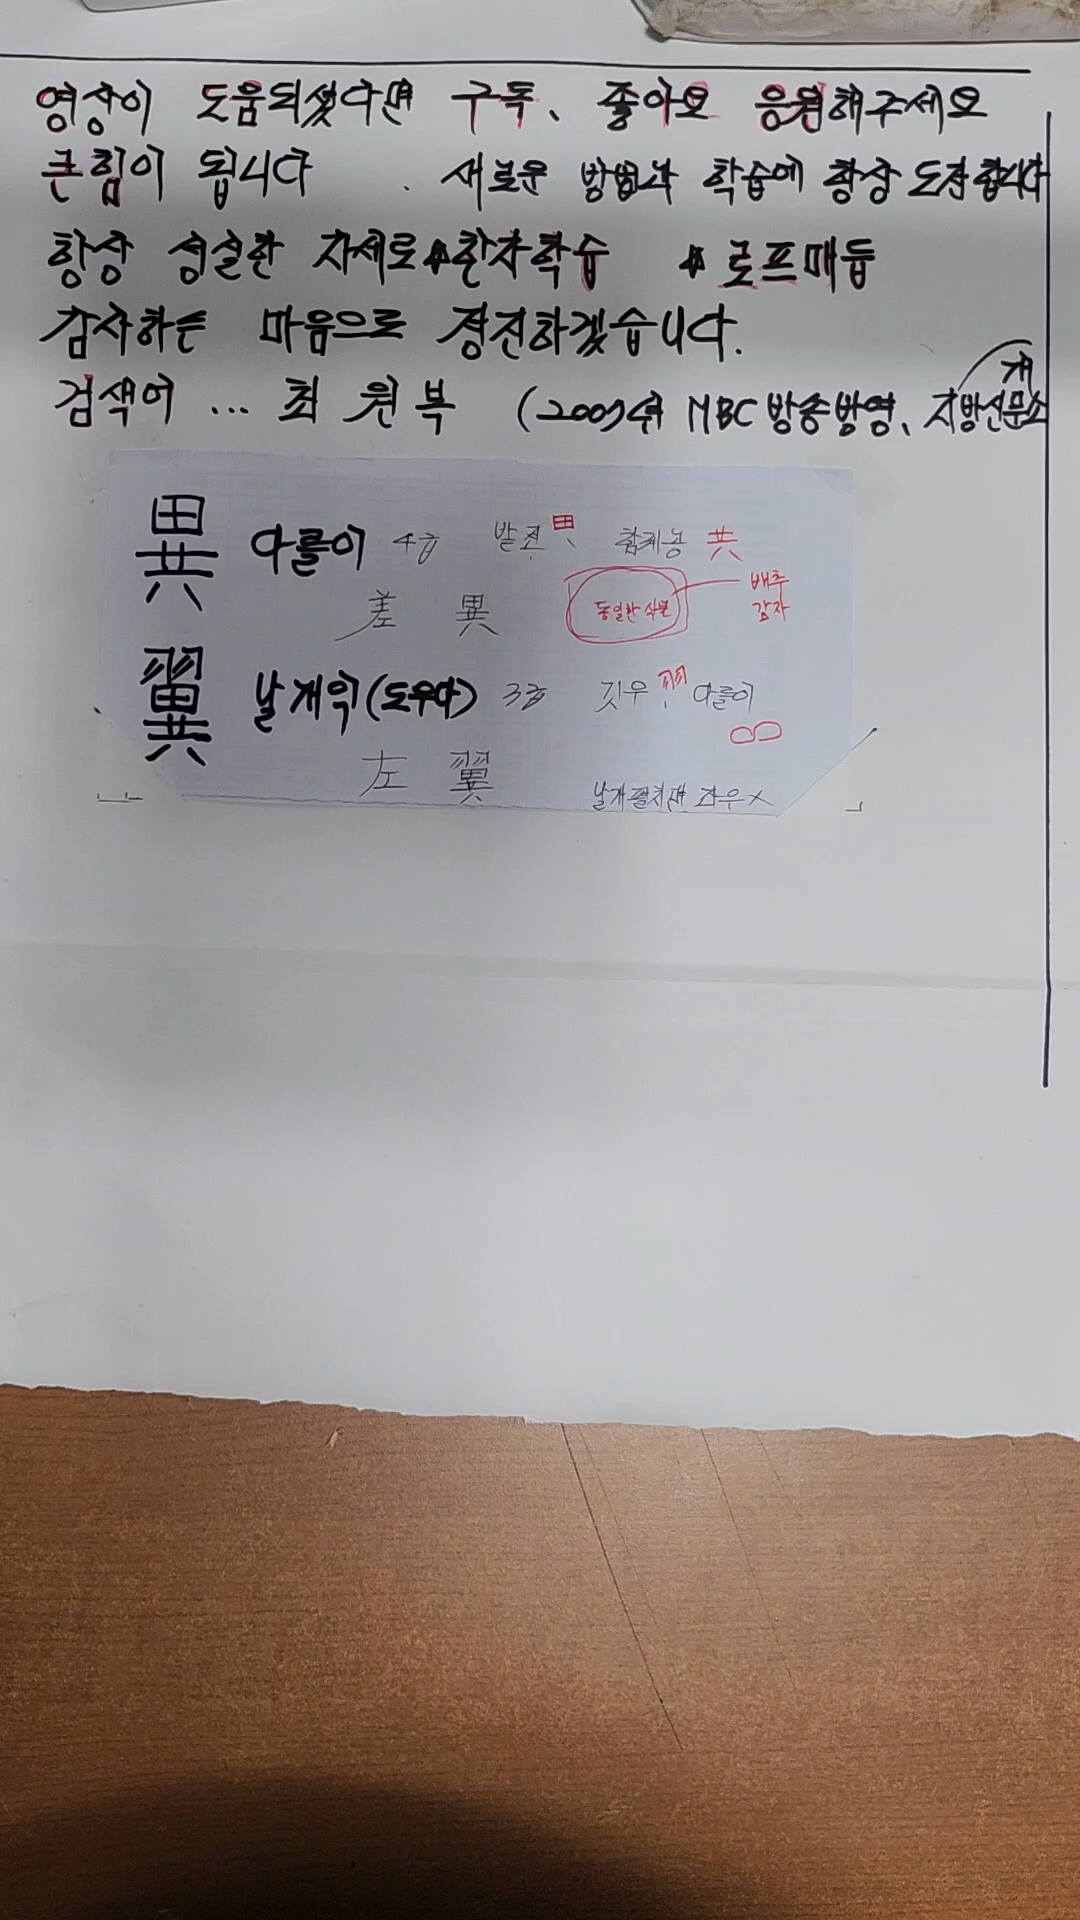 영상이 도움되셨다면 구독、 좋아요 응원해주세요
큰힘이 됩니다 . 새로운 방법과 학습에 항상 도전합니다
항상 성실한 자세로 한자학습 로프매듭
감사하는 마음으로 정진하겠습니다.
검색어 ... 최 원 복 (2007년 MBC 방송방영、 지방신문소개
異 다를이 4급 발전 田、 함께공 共
差 異 동일한 식물 배추 감자
翼 날개익(도우다) 3급 깃우 羽、 다를이
左 翼 날개펼치면 좌우 X